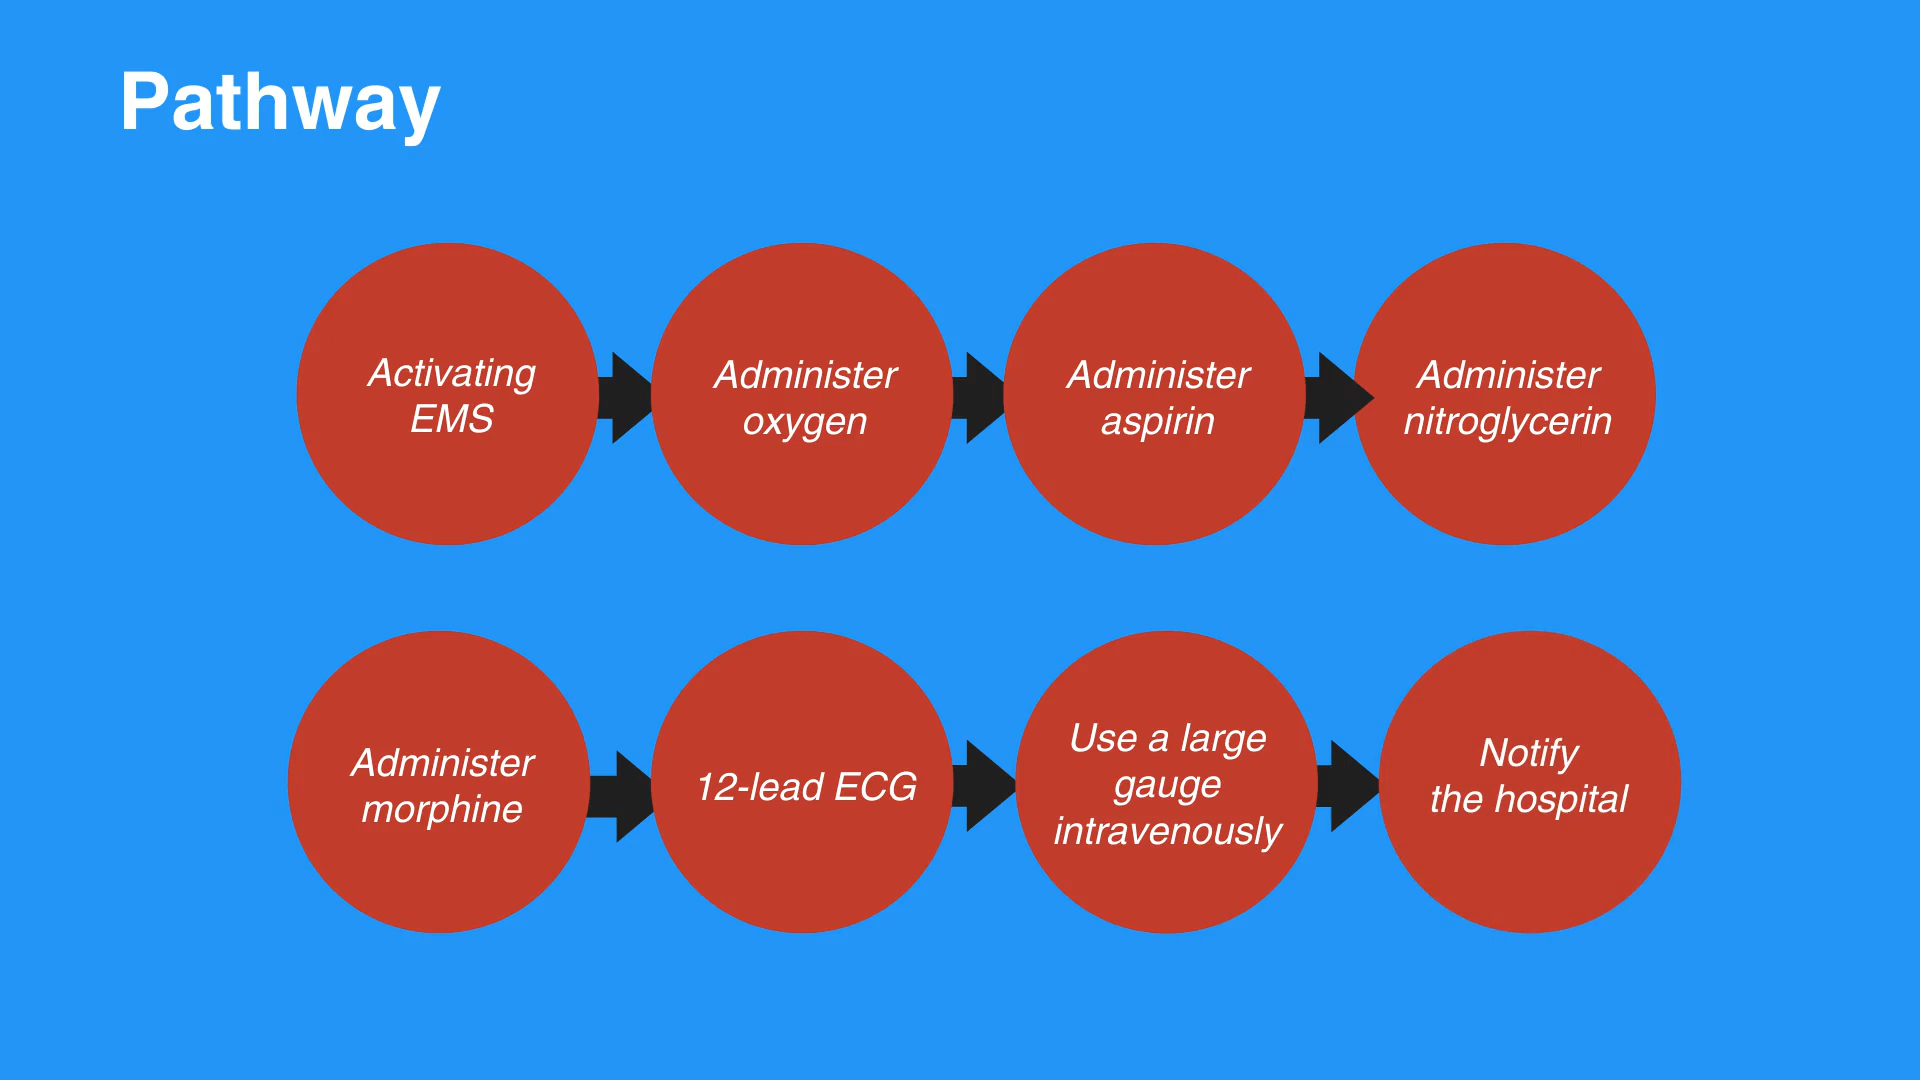 Pathway
Activating
EMS
Administer
oxygen
Administer
aspirin
Administer
nitroglycerin
Administer
morphine
12-lead ECG
Use a large
gauge
intravenously
Notify
the hospital